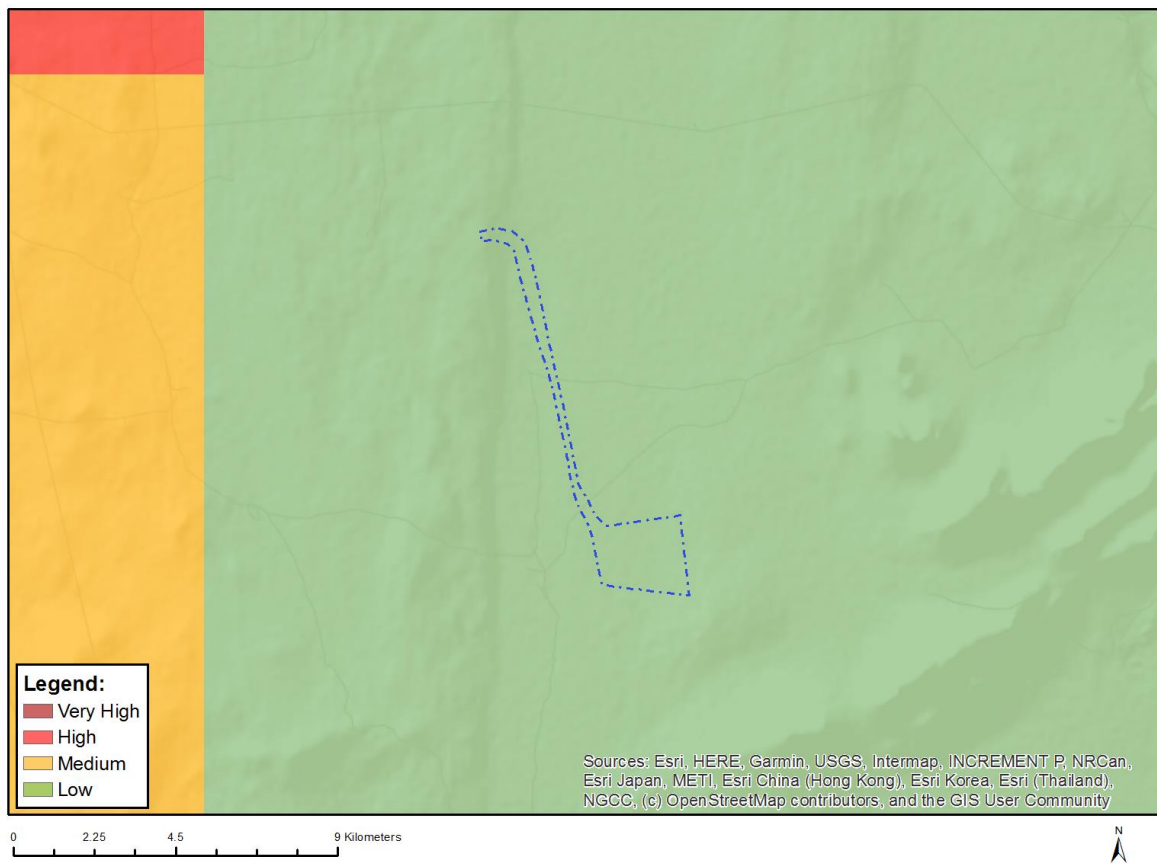 Legend:
Very High
High
Medium
Low
Sources: Esri, HERE, Garmin, USGS, Intermap, INCREMENT P, NRCan,
Esri Japan, METI, Esri China (Hong Kong), Esri Korea, Esri (Thailand),
NGCC, (c) OpenStreetMap contributors, and the GIS User Community
0 2.25 4.5 9 Kilometers
N